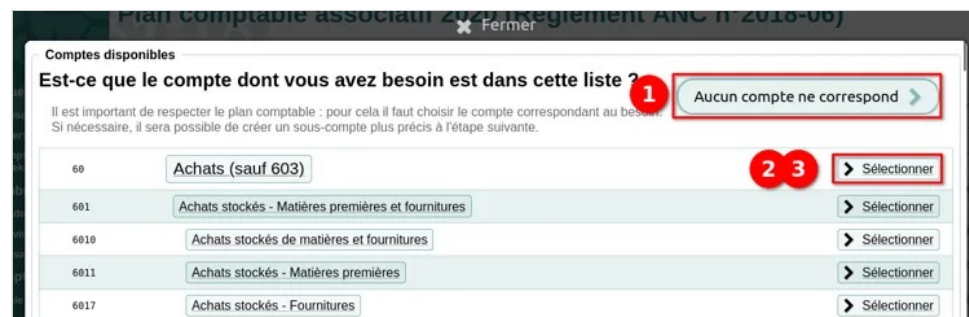 Plan comptable associatif 2020 (Règlement ANC n°2018-06)
Fermer
Comptes disponibles
Est-ce que le compte dont vous avez besoin est dans cette liste ?
1
Aucun compte ne correspond
Il est important de respecter le plan comptable : pour cela il faut choisir le compte correspondant au besoin.
Si nécessaire, il sera possible de créer un sous-compte plus précis à l'étape suivante.
60 Achats (sauf 603) 2 3 Sélectionner
601 Achats stockés - Matières premières et fournitures Sélectionner
6010 Achats stockés de matières et fournitures Sélectionner
6011 Achats stockés - Matières premières Sélectionner
6017 Achats stockés - Fournitures Sélectionner